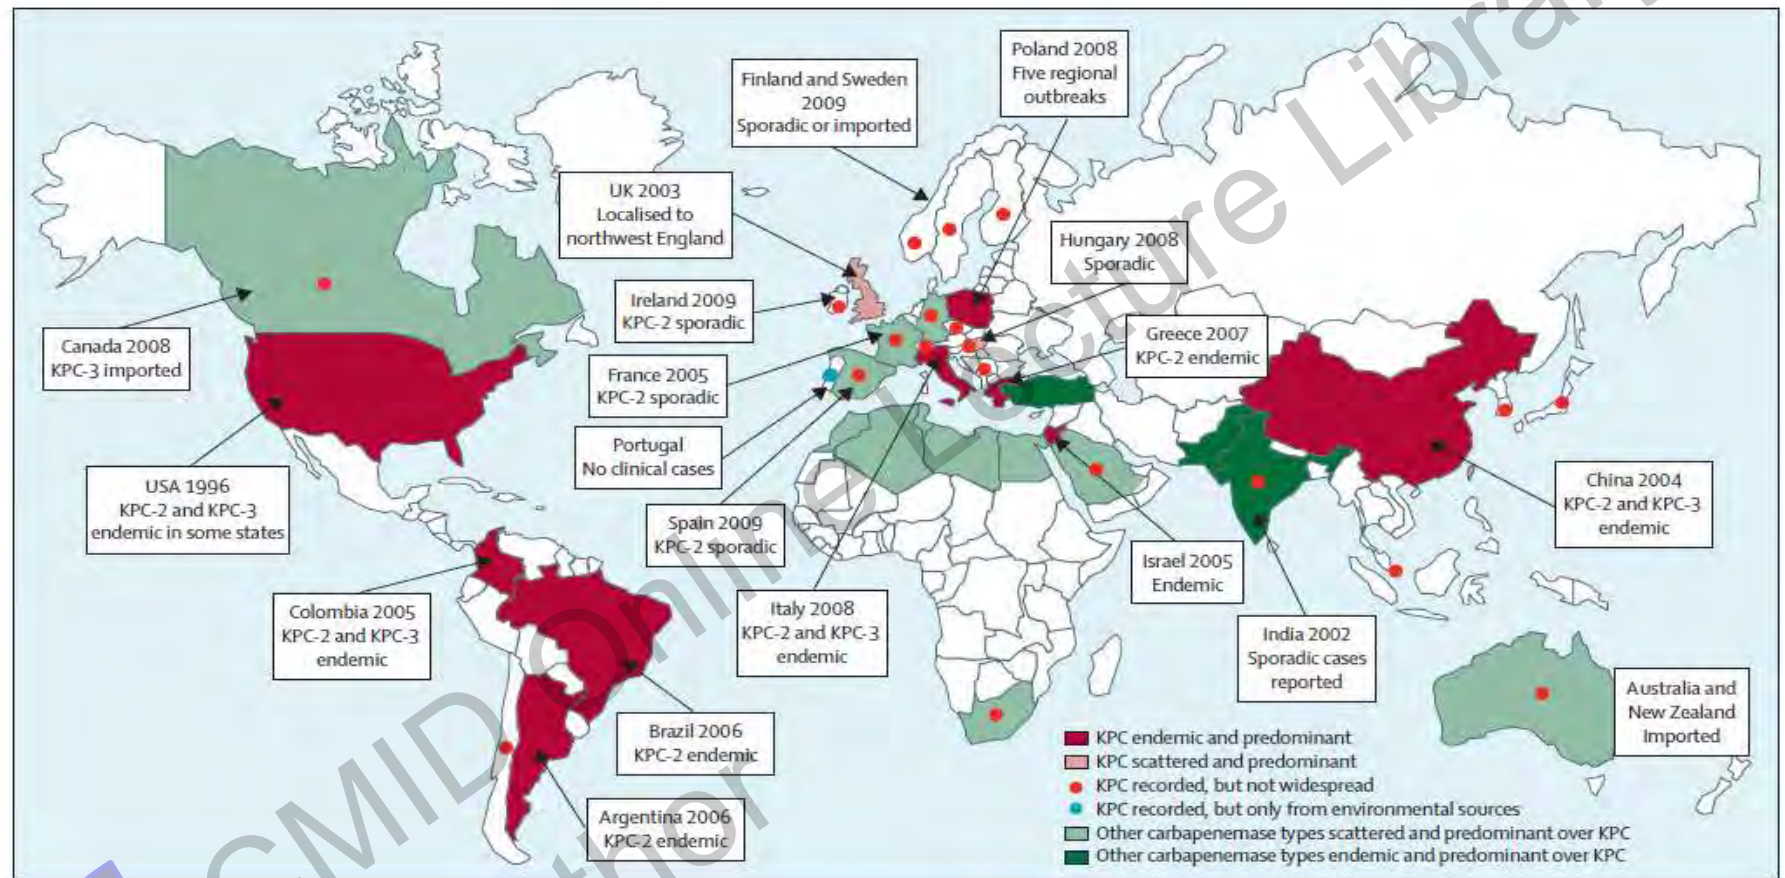 Poland 2008
Five regional
outbreaks
Finland and Sweden
2009
Sporadic or imported
UK 2003
Localised to
northwest England
Hungary 2008
Sporadic
Ireland 2009
KPC-2 sporadic
Greece 2007
KPC-2 endemic
Canada 2008
KPC-3 imported
France 2005
KPC-2 sporadic
Portugal
No clinical cases
USA 1996
KPC-2 and KPC-3
endemic in some states
Spain 2009
KPC-2 sporadic
China 2004
KPC-2 and KPC-3
endemic
Israel 2005
Endemic
Colombia 2005
KPC-2 and KPC-3
endemic
Italy 2008
KPC-2 and KPC-3
endemic
India 2002
Sporadic cases
reported
Australia and
New Zealand
Imported
Brazil 2006
KPC-2 endemic
Argentina 2006
KPC-2 endemic
KPC endemic and predominant
KPC scattered and predominant
KPC recorded, but not widespread
KPC recorded, but only from environmental sources
Other carbapenemase types scattered and predominant over KPC
Other carbapenemase types endemic and predominant over KPC
CMID Online Lecture Librar
thor